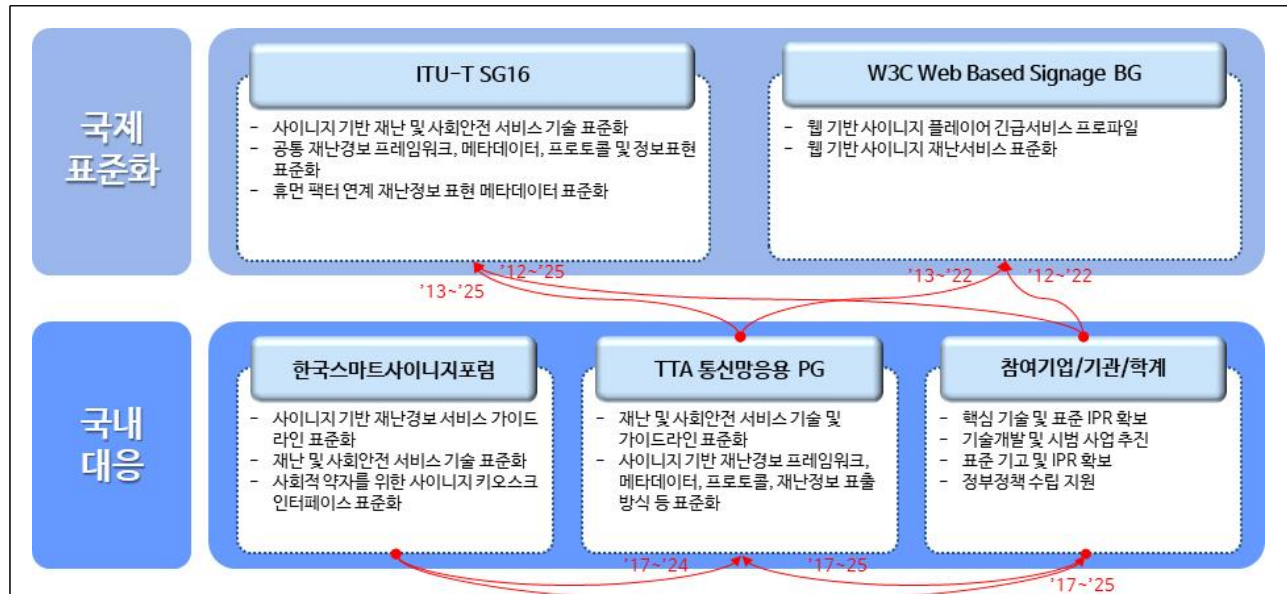 국제
표준화
ITU-T SG16
- 사이니지 기반 재난 및 사회안전 서비스 기술 표준화
- 공통 재난경보 프레임워크, 메타데이터, 프로토콜 및 정보표현
표준화
- 휴먼 팩터 연계 재난정보 표현 메타데이터 표준화
W3C Web Based Signage BG
- 웹 기반 사이니지 플레이어 긴급서비스 프로파일
- 웹 기반 사이니지 재난서비스 표준화
’12~’25
’13~’25
’13~’22
’12~’22
국내
대응
한국스마트사이니지포럼
- 사이니지 기반 재난경보 서비스 가이드
라인 표준화
- 재난 및 사회안전 서비스 기술 표준화
- 사회적 약자를 위한 사이니지 키오스크
인터페이스 표준화
TTA 통신망응용 PG
- 재난 및 사회안전 서비스 기술 및
가이드라인 표준화
- 사이니지 기반 재난경보 프레임워크,
메타데이터, 프로토콜, 재난정보 표출
방식 등 표준화
참여기업/기관/학계
- 핵심 기술 및 표준 IPR 확보
- 기술개발 및 시범 사업 추진
- 표준 기고 및 IPR 확보
- 정부정책 수립 지원
’17~’24
’17~’25
’17~’25